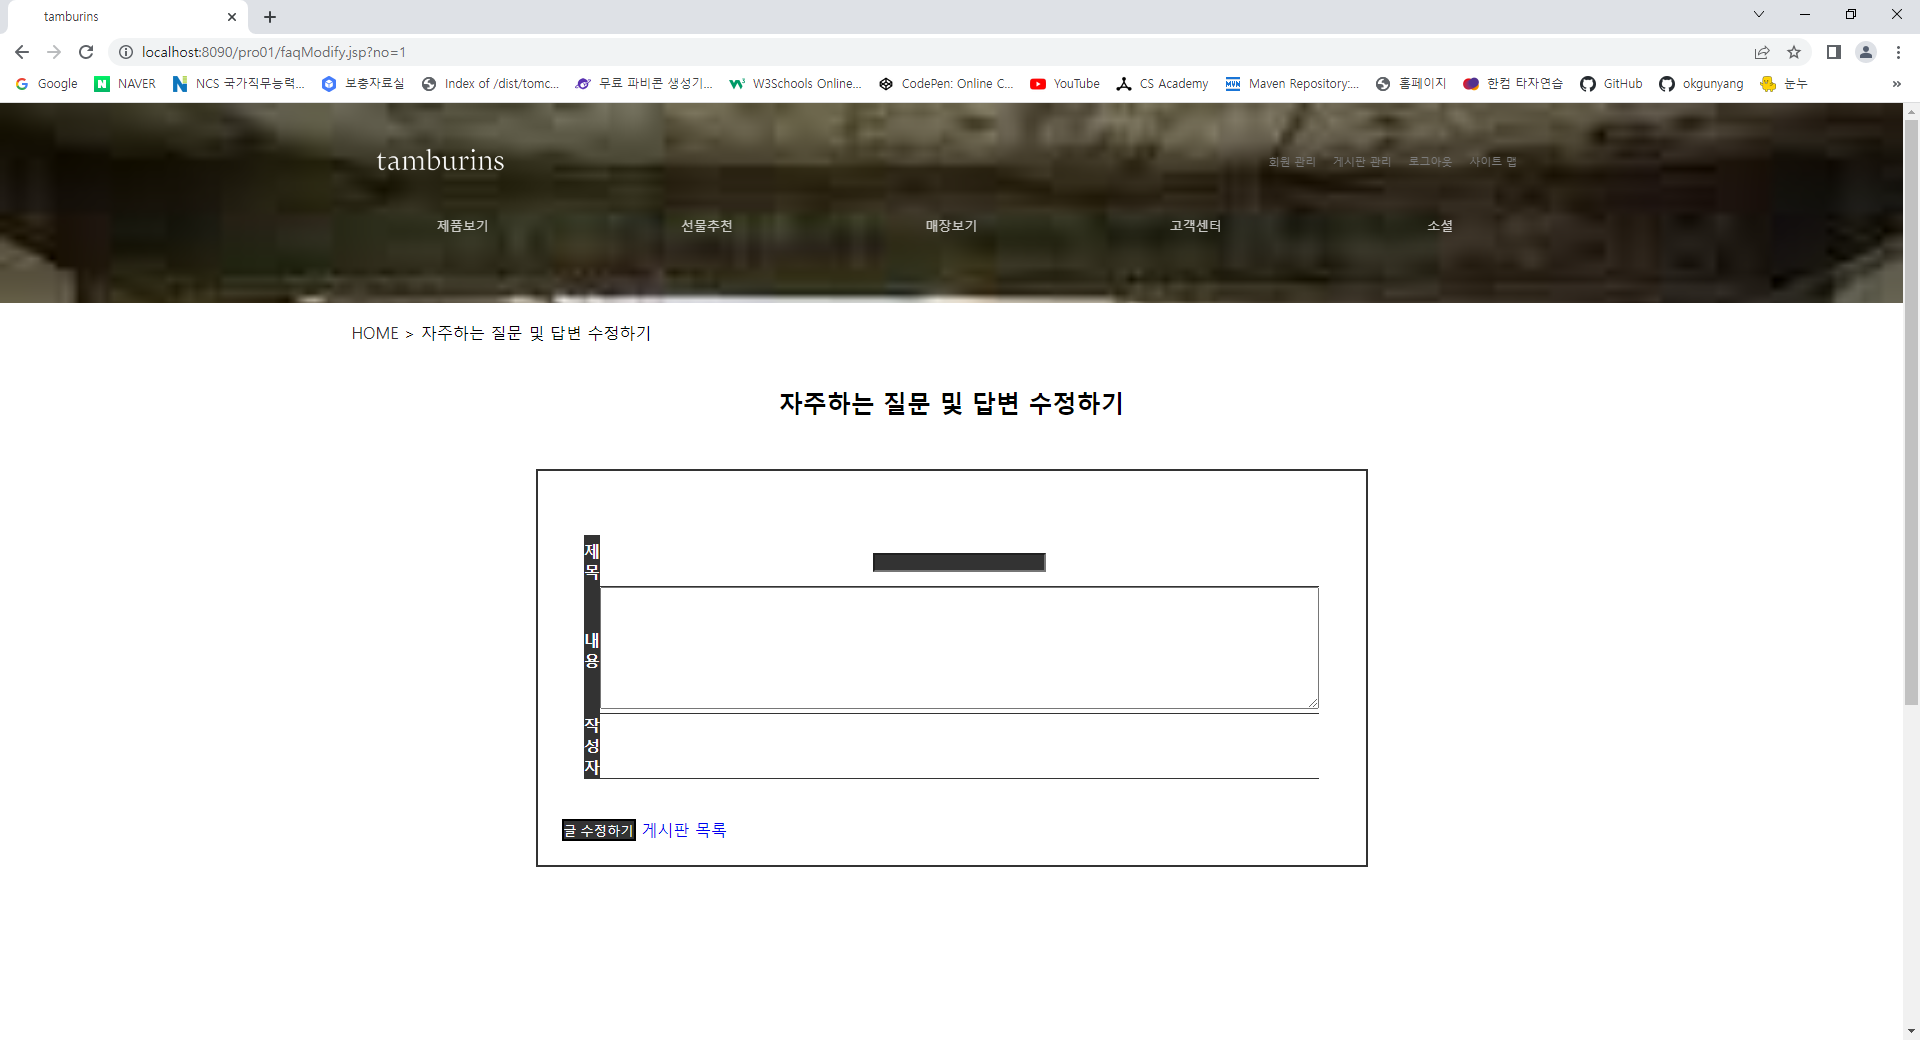 tamburins
localhost:8090/pro01/faqModify.jsp?no=1
Google NAVER NCS 국가직무능력... 보충자료실 Index of /dist/tomc... 무료 파비콘 생성기... W3Schools Online... CodePen: Online C... YouTube CS Academy Maven Repository:... 홈페이지 한컴 타자연습 GitHub okgunyang 눈누 »
tamburins 회원 관리 게시판 관리 로그아웃 사이트 맵
제품보기 선물추천 매장보기 고객센터 소셜
HOME > 자주하는 질문 및 답변 수정하기
자주하는 질문 및 답변 수정하기
제
목
내
용
작
성
자
글 수정하기 게시판 목록